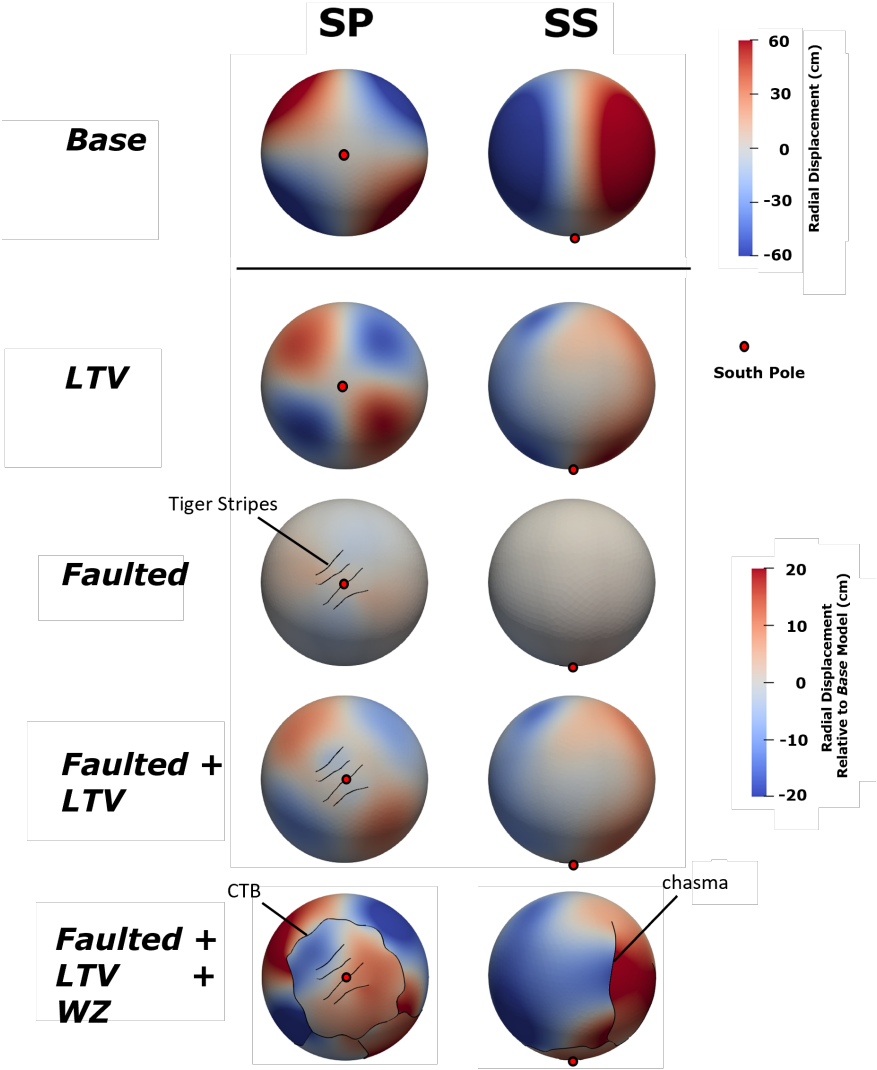 SP
SS
Base
60
30
0
-30
-60
Radial Displacement (cm)
LTV
South Pole
Tiger Stripes
Faulted
20
10
0
-10
-20
Radial Displacement
Relative to Base Model (cm)
Faulted +
LTV
CTB
chasma
Faulted +
LTV +
WZ